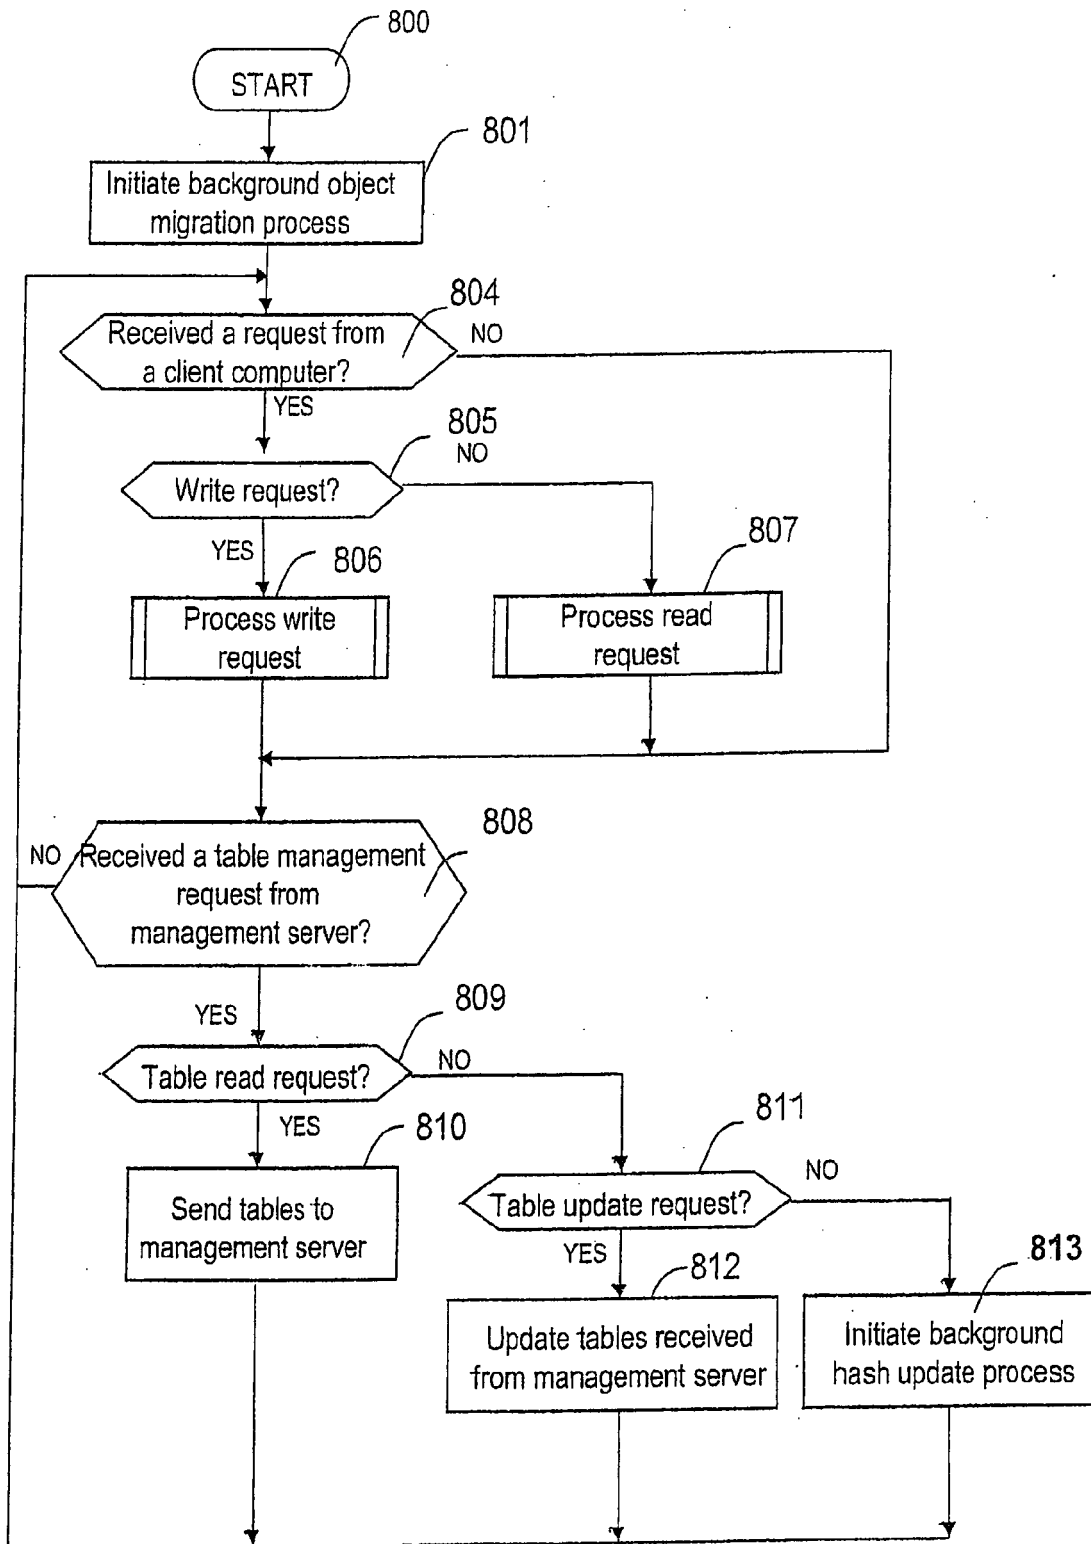 800
START
801
Initiate background object
migration process
804
Received a request from
a client computer?
NO
YES
805
NO
Write request?
YES
806
807
Process write
request
Process read
request
808
NO
Received a table management
request from
management server?
YES
809
NO
Table read request?
YES
810
811
Send tables to
management server
Table update request?
NO
YES
812
813
Update tables received
from management server
Initiate background
hash update process